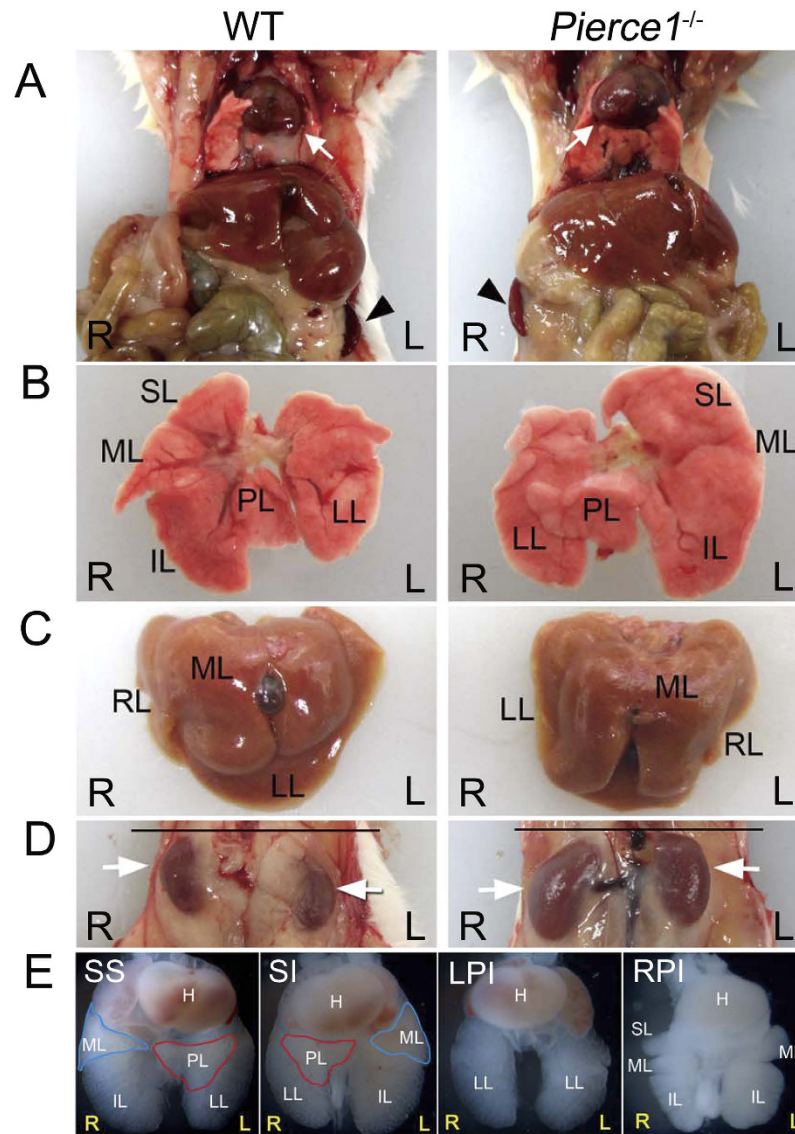 WT Pierce1-/-
A
R L R L
B
SL ML PL LL IL R L
SL ML PL LL IL R L
C
ML RL LL R L
ML LL RL R L
D
R L R L
E
SS SI LPI RPI
H H H H
ML PL IL LL R L
PL ML LL IL R L
LL LL R L
SL ML ML IL IL R L